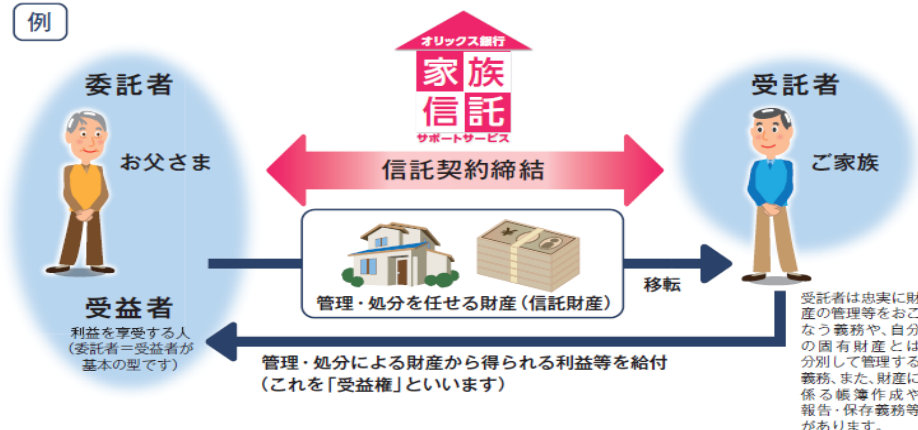 例
オリックス銀行
家族
信託
サポートサービス
委託者
お父さま
受託者
ご家族
信託契約締結
管理・処分を任せる財産(信託財産)
移転
受益者
利益を享受する人
(委託者=受益者が
基本の型です)
管理・処分による財産から得られる利益等を給付
(これを「受益権」といいます)
受託者は忠実に財
産の管理等をおこ
なう義務や、自分
の固有財産とは
分別して管理する
義務、また、財産に
係る帳簿作成や
報告・保存義務等
があります。